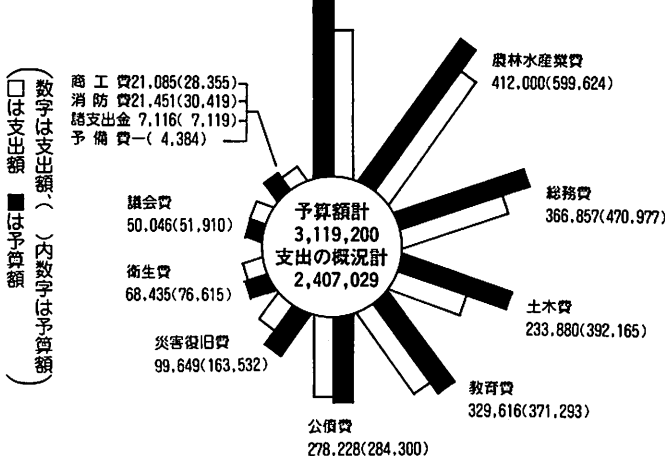 数字は支出額、( )内数字は予算額
□は支出額 ■は予算額
商工費21.085(28.355)
消防費21.451(30.419)
諸支出金 7.116( 7.119)
予備費ー( 4,384)
議会費
50.046(51,910)
衛生費
68.435(76.615)
災害復旧費
99.649(163,532)
公債費
278.228(284,300)
教育費
329,616(371,293)
土木費
233.880(392.165)
総務費
366.857(470,977)
農林水産業費
412.000(599,624)
予算額計
3,119,200
支出の概況計
2,407,029